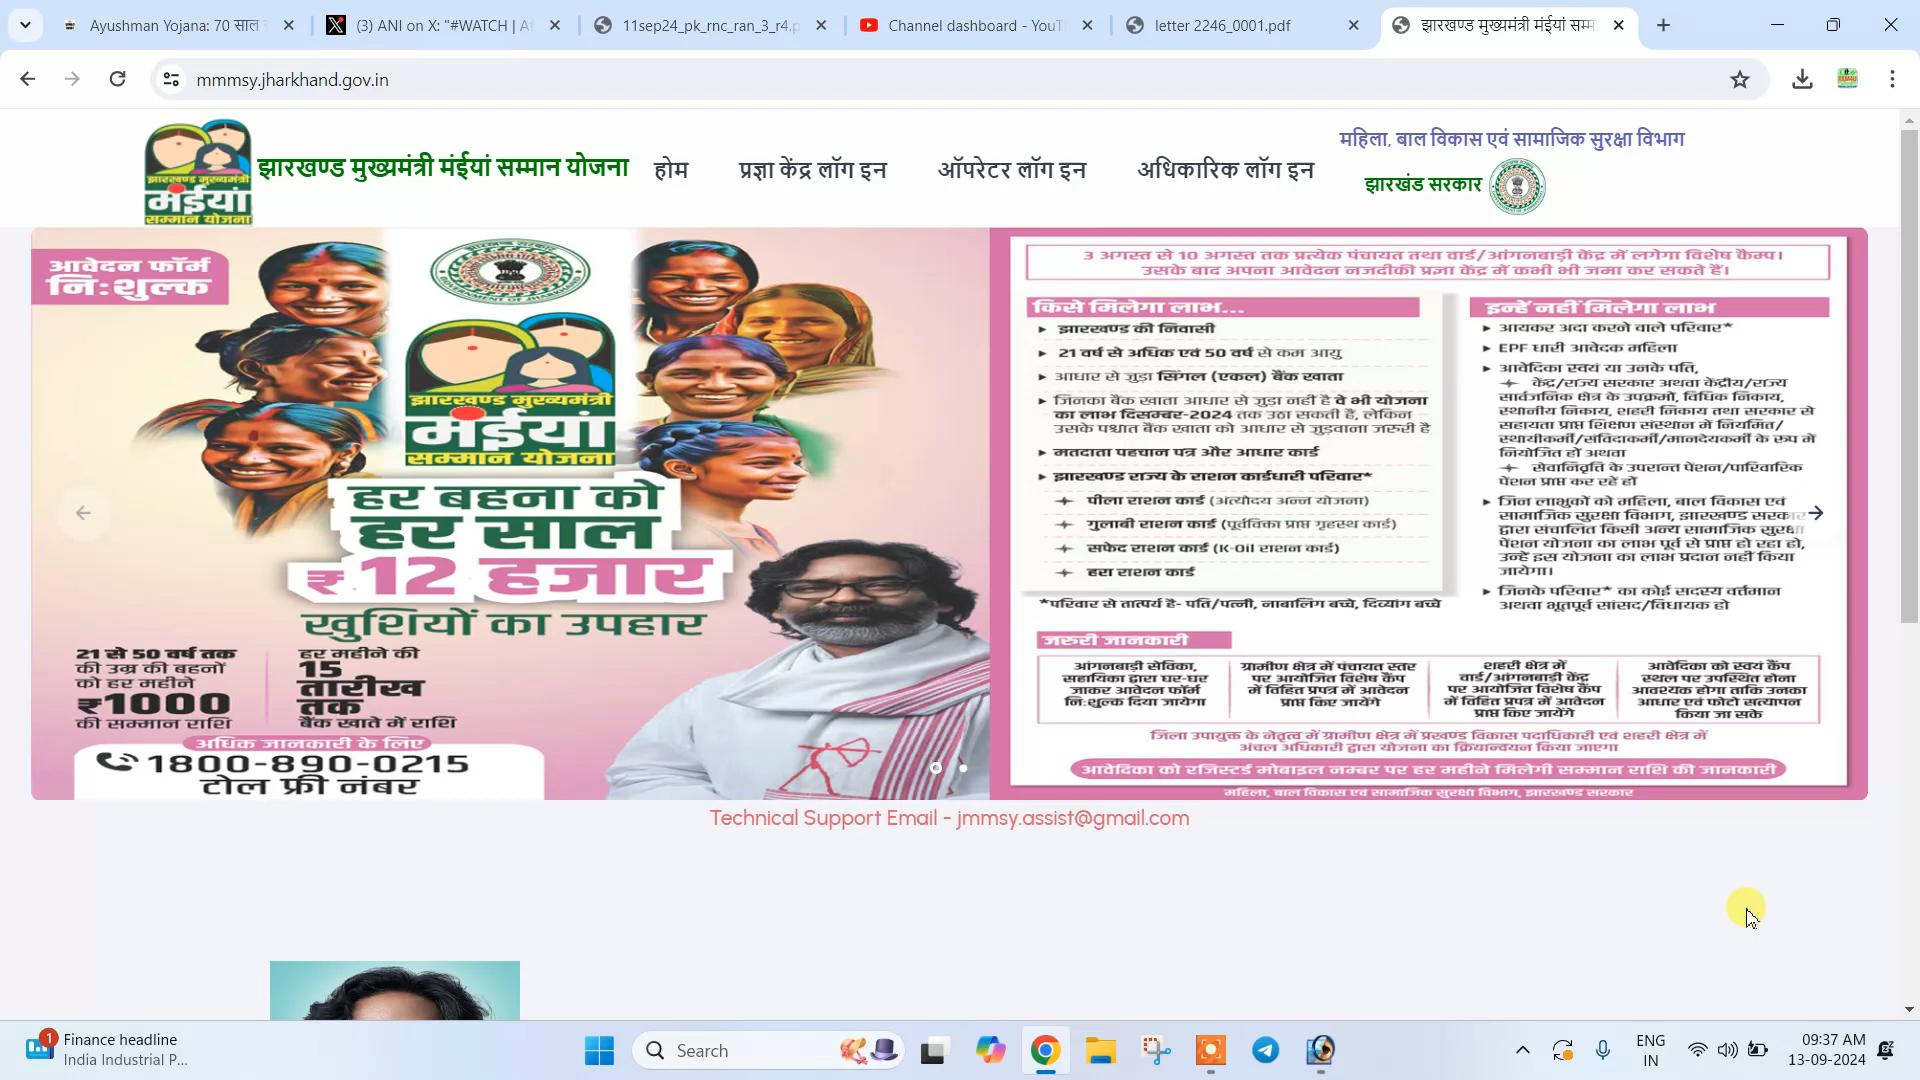 Ayushman Yojana: 70 साल
(3) ANI on X: "#WATCH | A
11sep24_pk_rnc_ran_3_r4.p
Channel dashboard - YouT
letter 2246_0001.pdf
झारखण्ड मुख्यमंत्री मंईयां सम्म
mmmsy.jharkhand.gov.in
झारखण्ड मुख्यमंत्री
मंईयां
सम्मान योजना
झारखण्ड मुख्यमंत्री मंईयां सम्मान योजना
होम
प्रज्ञा केंद्र लॉग इन
ऑपरेटर लॉग इन
अधिकारिक लॉग इन
महिला, बाल विकास एवं सामाजिक सुरक्षा विभाग
झारखंड सरकार
आवेदन फॉर्म
नि:शुल्क
झारखण्ड सरकार
GOVERNMENT OF JHARKHAND
झारखण्ड मुख्यमंत्री
मंईयां
सम्मान योजना
हर बहना को
हर साल
₹12 हजार
खुशियों का उपहार
21 से 50 वर्ष तक
की उम्र की बहनों
को हर महीने
₹1000
की सम्मान राशि
हर महीने की
15
तारीख
तक
बैंक खाते में राशि
अधिक जानकारी के लिए
1800-890-0215
टोल फ्री नंबर
3 अगस्त से 10 अगस्त तक प्रत्येक पंचायत तथा वार्ड/आंगनबाड़ी केंद्र में लगेगा विशेष कैम्प।
उसके बाद अपना आवेदन नजदीकी प्रज्ञा केंद्र में कभी भी जमा कर सकते हैं।
किसे मिलेगा लाभ...
झारखण्ड की निवासी
21 वर्ष से अधिक एवं 50 वर्ष से कम आयु
आधार से जुड़ा सिंगल (एकल) बैंक खाता
जिनका बैंक खाता आधार से जुड़ा नहीं है वे भी योजना
का लाभ दिसम्बर-2024 तक उठा सकती हैं, लेकिन
उसके पश्चात बैंक खाता को आधार से जुड़वाना जरूरी है
मतदाता पहचान पत्र और आधार कार्ड
झारखण्ड राज्य के राशन कार्डधारी परिवार*
पीला राशन कार्ड (अंत्योदय अन्न योजना)
गुलाबी राशन कार्ड (पूर्वविक्ता प्राप्त गृहस्थ कार्ड)
सफेद राशन कार्ड (K-Oil राशन कार्ड)
हरा राशन कार्ड
*परिवार से तात्पर्य है- पति/पत्नी, नाबालिग बच्चे, दिव्यांग बच्चे
इन्हें नहीं मिलेगा लाभ
आयकर अदा करने वाले परिवार*
EPF धारी आवेदक महिला
आवेदिका स्वयं या उनके पति,
केंद्र/राज्य सरकार अथवा केंद्रीय/राज्य
सार्वजनिक क्षेत्र के उपक्रमों, विधिक निकाय,
स्थानीय निकाय, शहरी निकाय तथा सरकार से
सहायता प्राप्त शिक्षण संस्थान में नियमित/
स्थायीकर्मी/संविदाकर्मी/मानदेयकर्मी के रूप में
नियोजित हो अथवा
सेवानिवृति के उपरान्त पेंशन/पारिवारिक
पेंशन प्राप्त कर रहें हों
जिन लाभुकों को महिला, बाल विकास एवं
सामाजिक सुरक्षा विभाग, झारखण्ड सरकार
द्वारा संचालित किसी अन्य सामाजिक सुरक्षा
पेंशन योजना का लाभ पूर्व से प्राप्त हो रहा हो,
उन्हें इस योजना का लाभ प्रदान नहीं किया
जायेगा।
जिनके परिवार* का कोई सदस्य वर्तमान
अथवा भूतपूर्व सांसद/विधायक हो
जरूरी जानकारी
आंगनबाड़ी सेविका,
सहायिका द्वारा घर-घर
जाकर आवेदन फॉर्म
नि:शुल्क दिया जायेगा
ग्रामीण क्षेत्र में पंचायत स्तर
पर आयोजित विशेष कैंप
में विहित प्रपत्र में आवेदन
प्राप्त किए जायेंगे
शहरी क्षेत्र में
वार्ड/आंगनबाड़ी केंद्र
पर आयोजित विशेष कैंप
में विहित प्रपत्र में आवेदन
प्राप्त किए जायेंगे
आवेदिका को स्वयं कैंप
स्थल पर उपस्थित होना
आवश्यक होगा ताकि उनका
आधार एवं फोटो सत्यापन
किया जा सके
जिला उपायुक्त के नेतृत्व में ग्रामीण क्षेत्र में प्रखण्ड विकास पदाधिकारी एवं शहरी क्षेत्र में
अंचल अधिकारी द्वारा योजना का क्रियान्वयन किया जाएगा
आवेदिका को रजिस्टर्ड मोबाइल नम्बर पर हर महीने मिलेगी सम्मान राशि की जानकारी
महिला, बाल विकास एवं सामाजिक सुरक्षा विभाग, झारखण्ड सरकार
Technical Support Email - jmmsy.assist@gmail.com
1
Finance headline
India Industrial P...
Search
ENG
IN
09:37 AM
13-09-2024